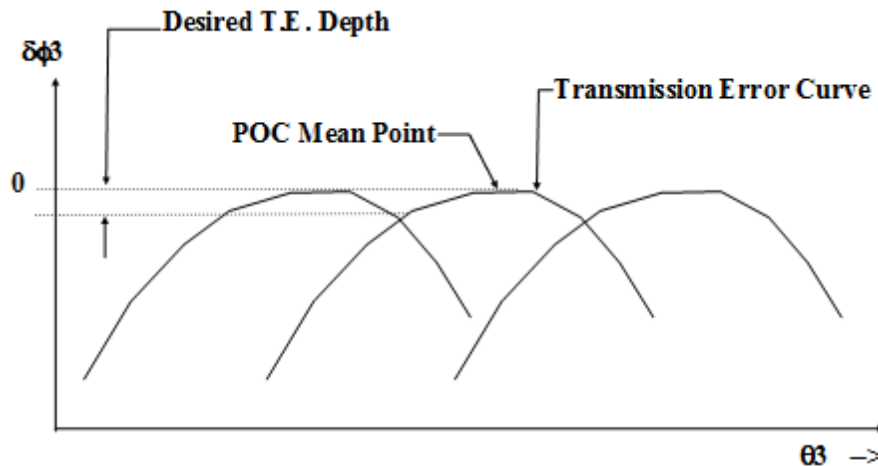 Desired T.E. Depth
δϕ3
Transmission Error Curve
POC Mean Point
0
θ3 -->